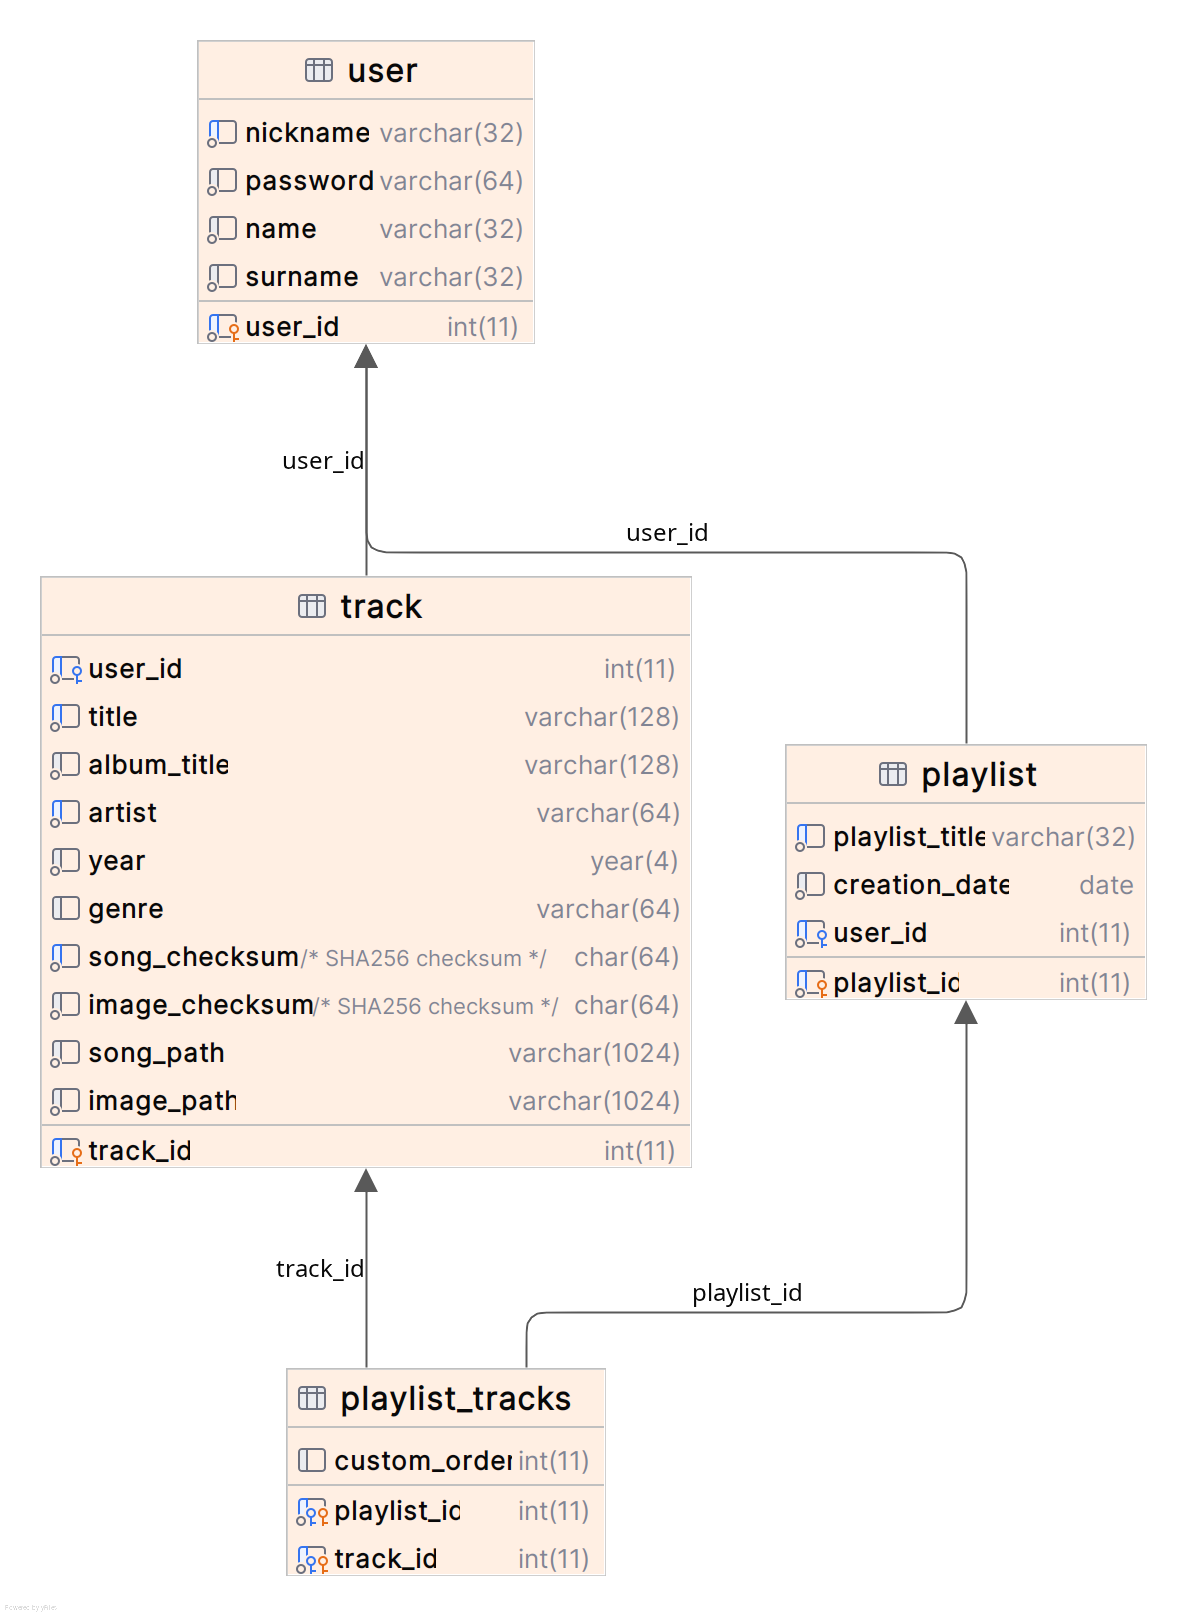 user
nickname varchar(32)
password varchar(64)
name varchar(32)
surname varchar(32)
user_id int(11)
user_id
user_id
track
user_id int(11)
title varchar(128)
album_title varchar(128)
artist varchar(64)
year year(4)
genre varchar(64)
song_checksum /* SHA256 checksum */ char(64)
image_checksum /* SHA256 checksum */ char(64)
song_path varchar(1024)
image_path varchar(1024)
track_id int(11)
playlist
playlist_title varchar(32)
creation_date date
user_id int(11)
playlist_id int(11)
track_id
playlist_id
playlist_tracks
custom_order int(11)
playlist_id int(11)
track_id int(11)
Powered by yFiles